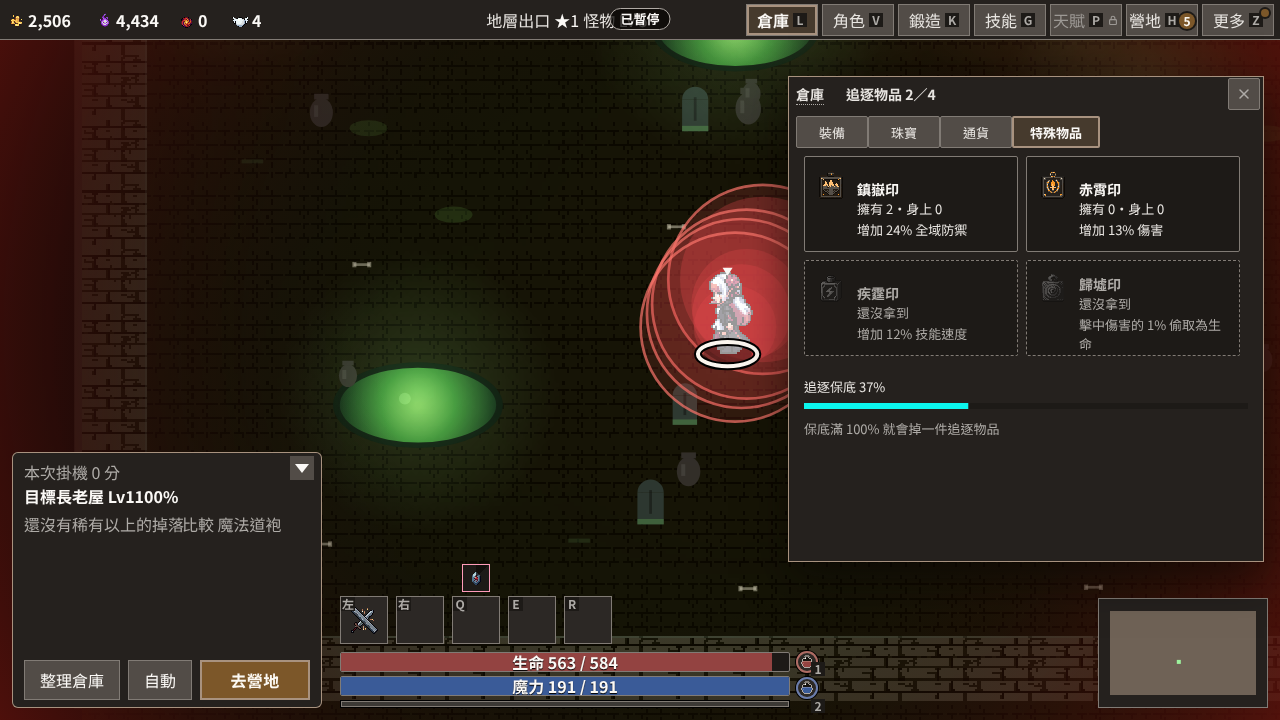 2,506
4,434
0
4
地層出口 ★1 怪物
已暫停
倉庫 L
角色 V
鍛造 K
技能 G
天賦 P
營地 H 5
更多 Z
倉庫
追逐物品 2／4
裝備
珠寶
通貨
特殊物品
鎮嶽印
擁有 2・身上 0
增加 24% 全域防禦
赤霄印
擁有 0・身上 0
增加 13% 傷害
疾霆印
還沒拿到
增加 12% 技能速度
歸墟印
還沒拿到
擊中傷害的 1% 偷取為生
命
追逐保底 37%
保底滿 100% 就會掉一件追逐物品
本次掛機 0 分
目標長老屋 Lv1100%
還沒有稀有以上的掉落比較 魔法道袍
整理倉庫
自動
去營地
左
右
Q
E
R
生命 563 / 584
1
魔力 191 / 191
2